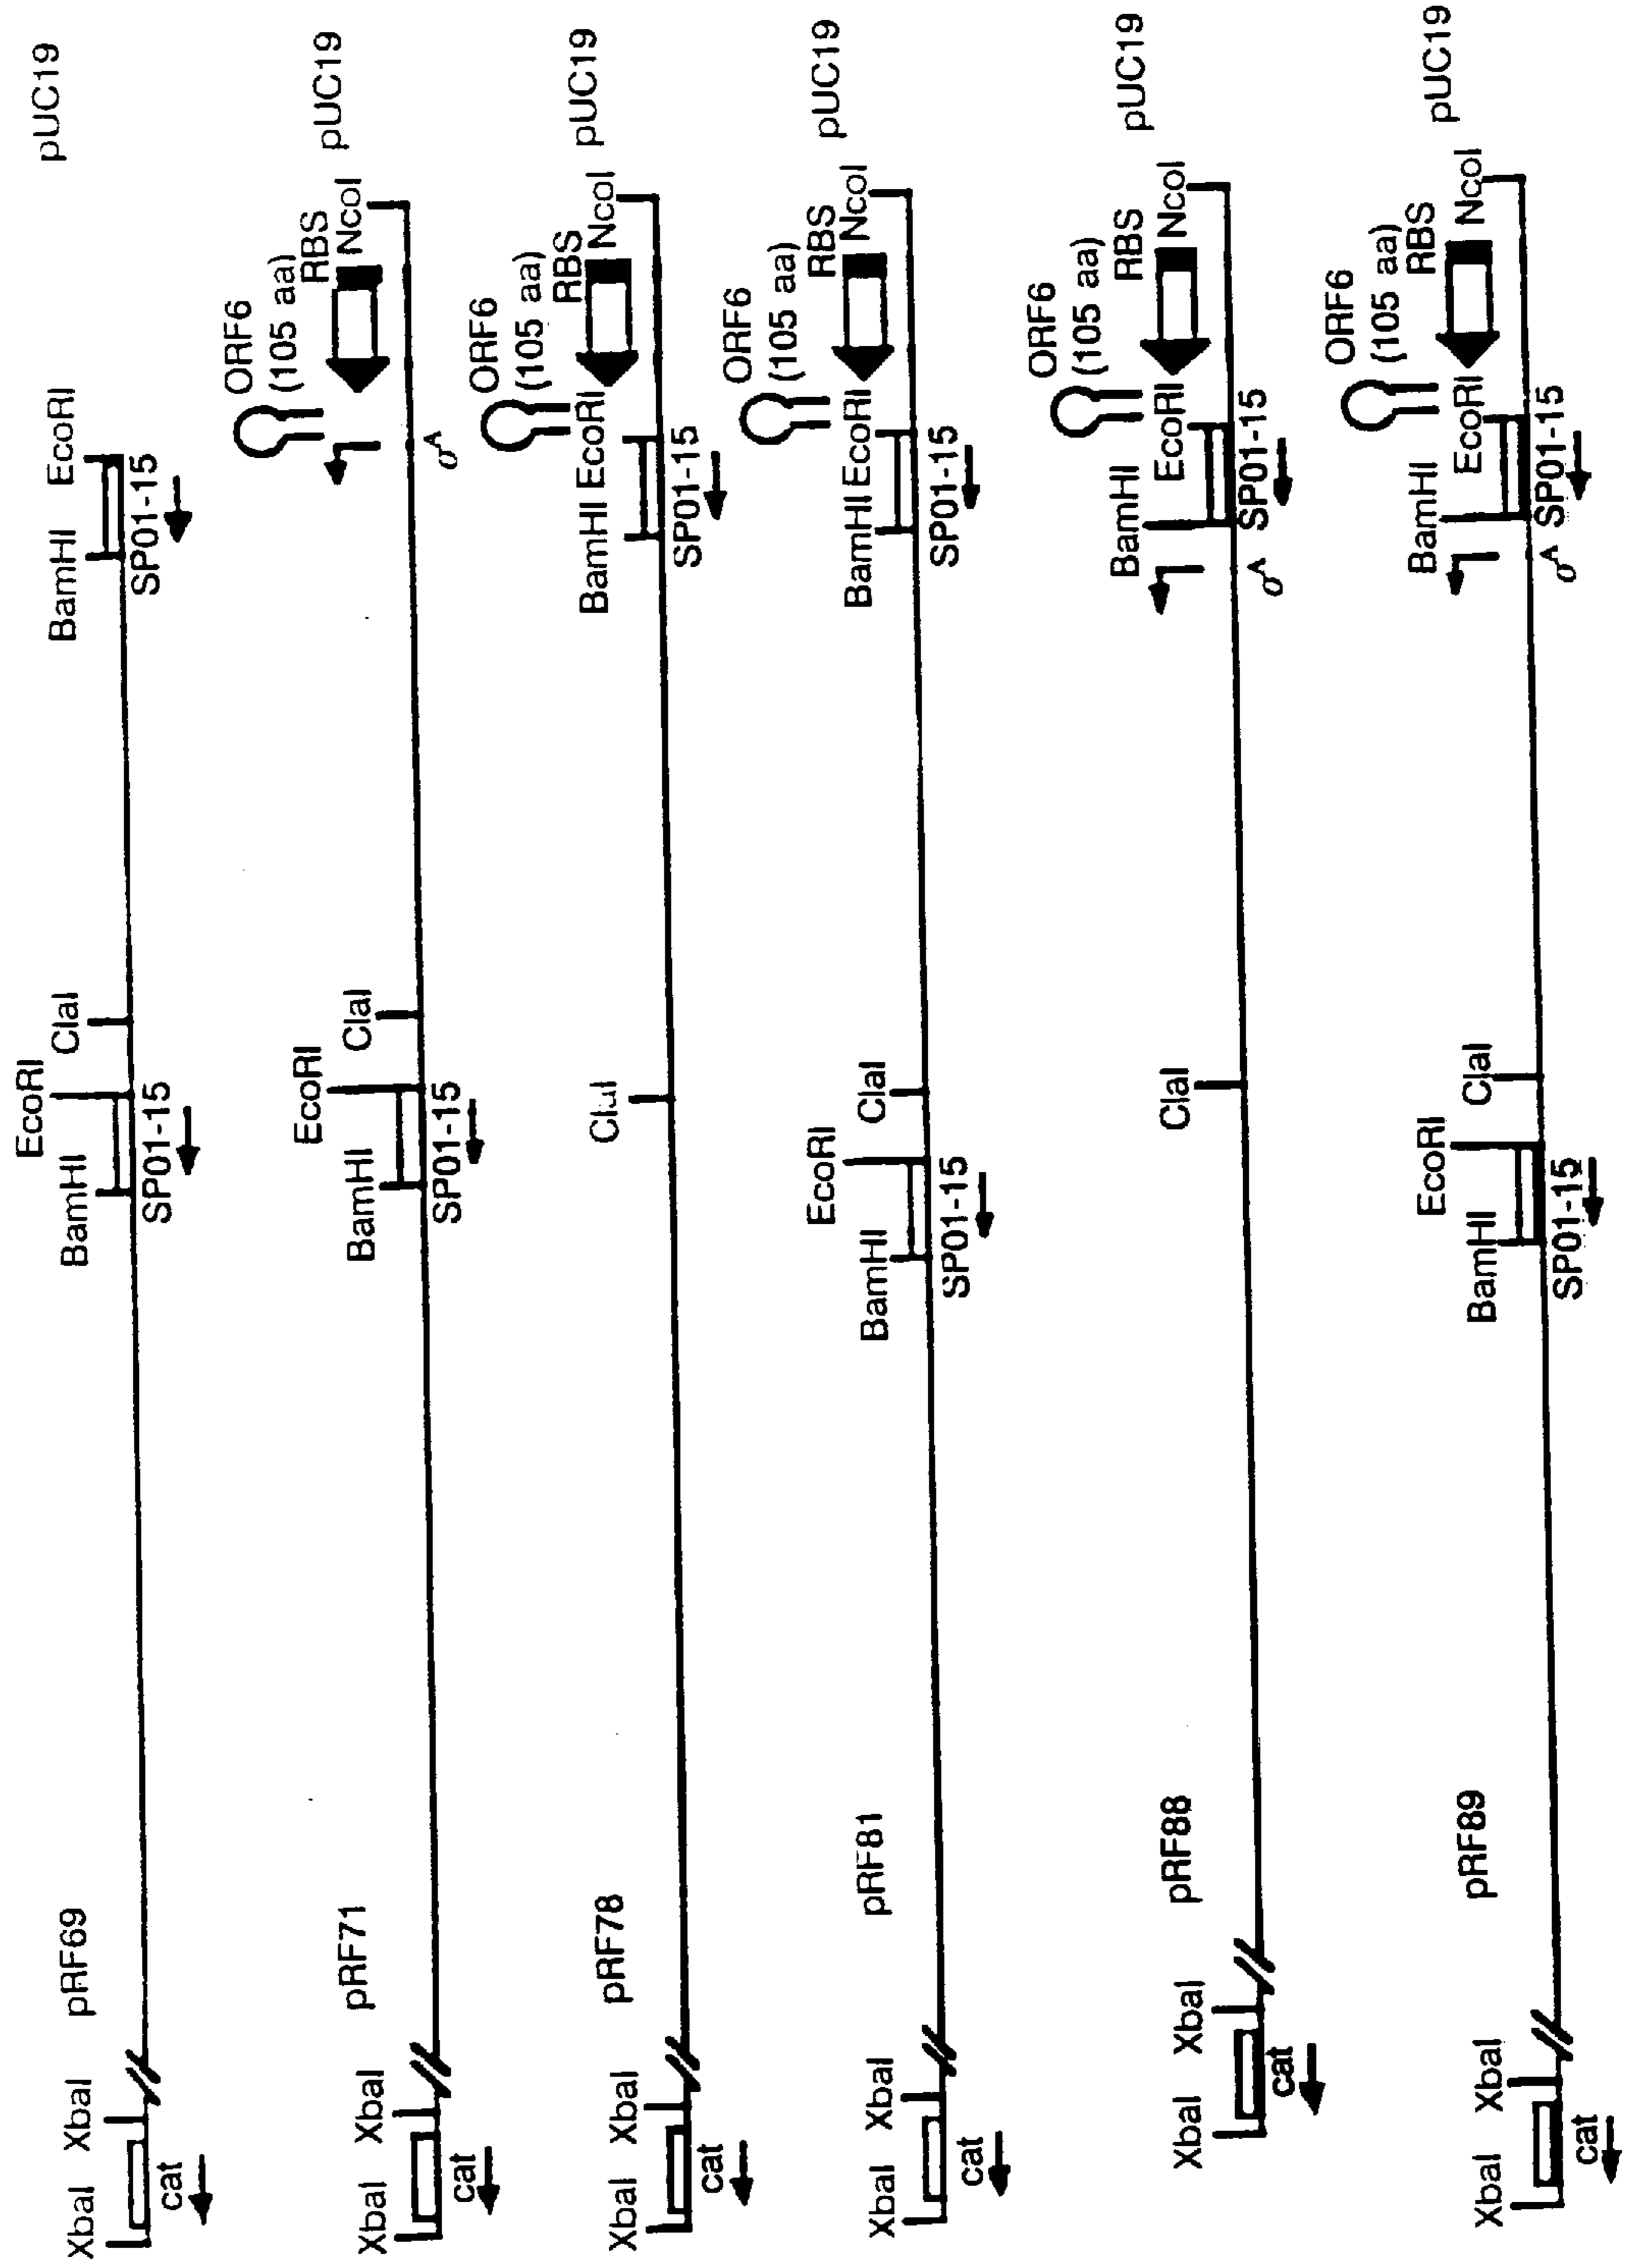 pRF69
pUC19
XbaI XbaI
cat
BamHI EcoRI ClaI
SP01-15
BamHI EcoRI
SP01-15
pRF71
pUC19
XbaI XbaI
cat
BamHI EcoRI ClaI
SP01-15
σA
ORF6
(105 aa)
RBS
NcoI
pRF78
pUC19
XbaI XbaI
cat
ClaI
BamHI EcoRI
SP01-15
ORF6
(105 aa)
RBS
NcoI
pRF81
pUC19
XbaI XbaI
cat
BamHI EcoRI ClaI
SP01-15
BamHI EcoRI
SP01-15
ORF6
(105 aa)
RBS
NcoI
pRF88
pUC19
XbaI XbaI
cat
ClaI
BamHI EcoRI
σA SP01-15
ORF6
(105 aa)
RBS
NcoI
pRF89
pUC19
XbaI XbaI
cat
BamHI EcoRI ClaI
SP01-15
BamHI EcoRI
σA SP01-15
ORF6
(105 aa)
RBS
NcoI